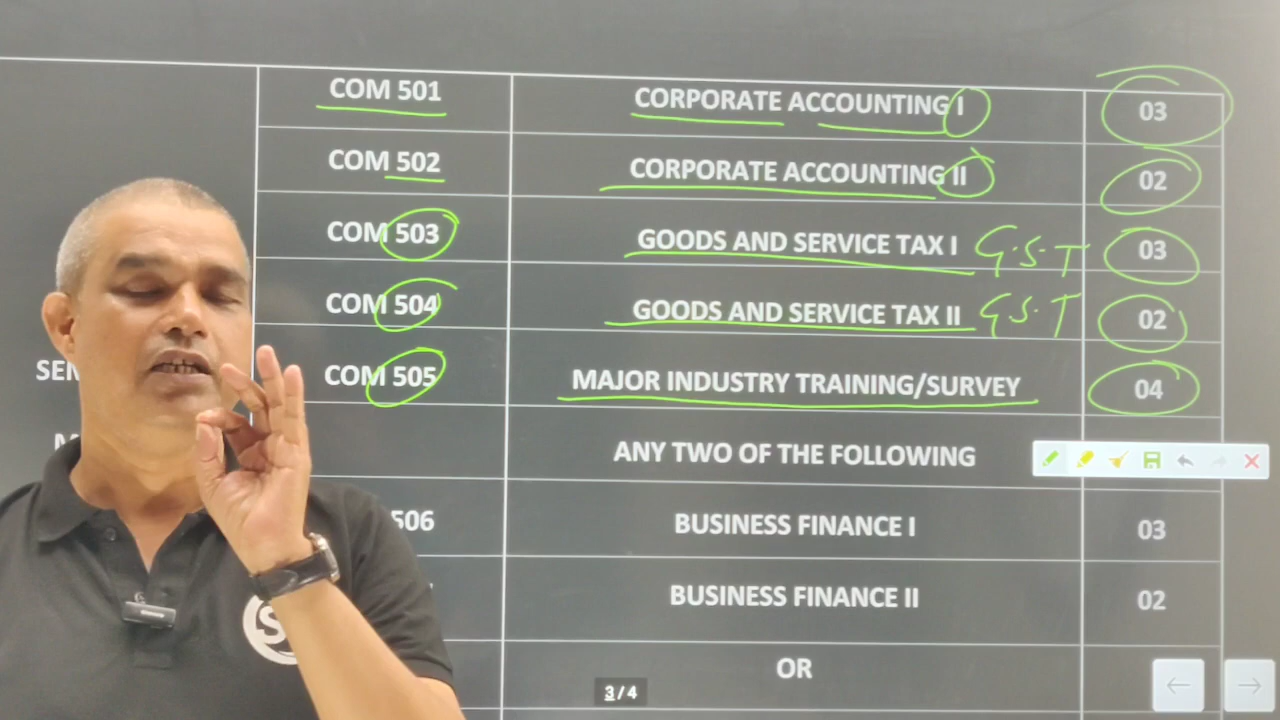 COM 501 CORPORATE ACCOUNTING I 03
COM 502 CORPORATE ACCOUNTING II 02
COM 503 GOODS AND SERVICE TAX I G.S.T 03
COM 504 GOODS AND SERVICE TAX II G.S.T 02
SEM
COM 505 MAJOR INDUSTRY TRAINING/SURVEY 04
ANY TWO OF THE FOLLOWING
506 BUSINESS FINANCE I 03
BUSINESS FINANCE II 02
OR
S
3/4